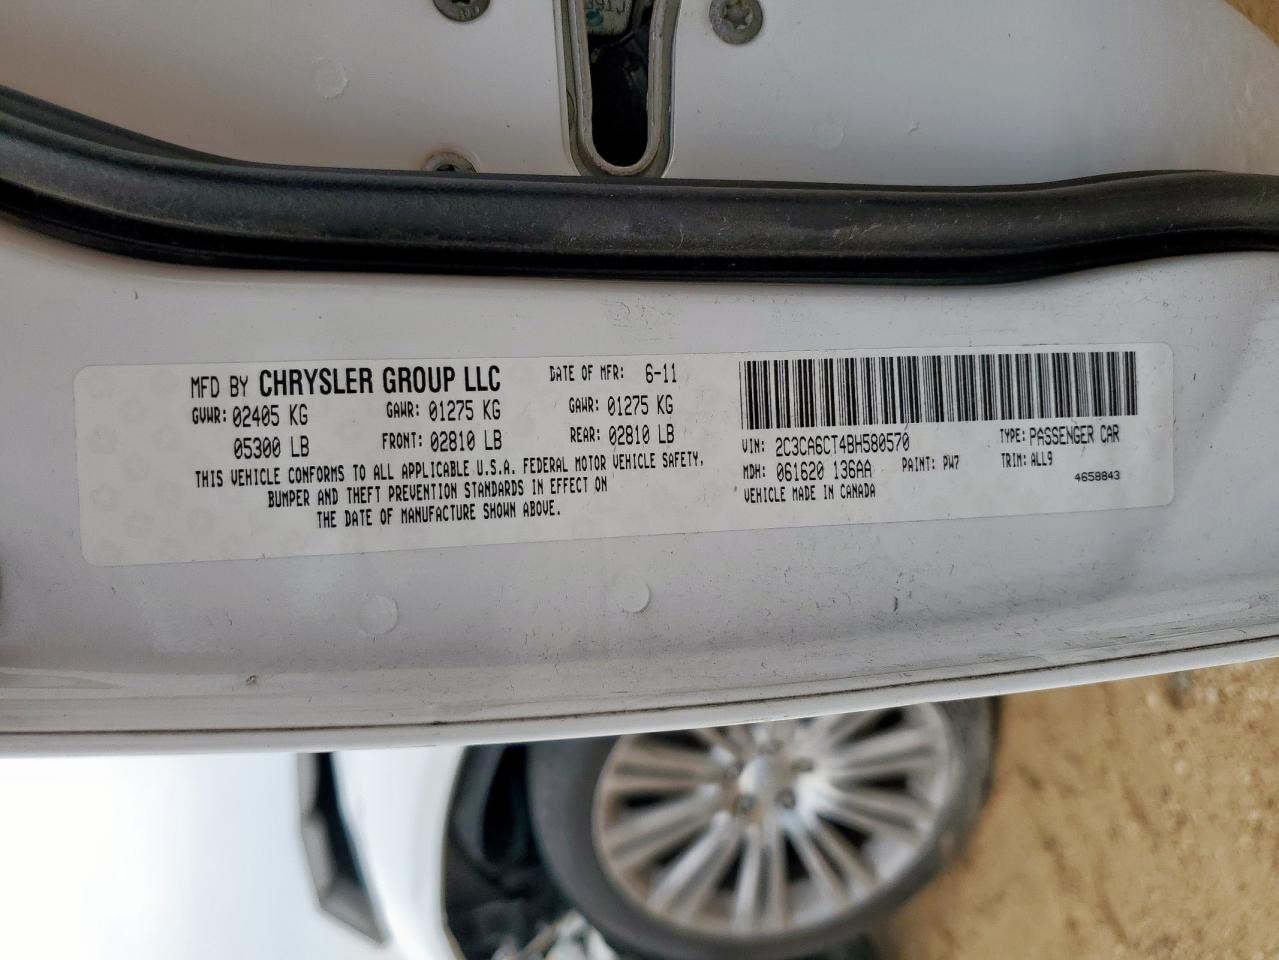 MFD BY CHRYSLER GROUP LLC DATE OF MFR: 6-11
GVWR: 02405 KG GAWR: 01275 KG GAWR: 01275 KG
05300 LB FRONT: 02810 LB REAR: 02810 LB
THIS VEHICLE CONFORMS TO ALL APPLICABLE U.S.A. FEDERAL MOTOR VEHICLE SAFETY,
BUMPER AND THEFT PREVENTION STANDARDS IN EFFECT ON
THE DATE OF MANUFACTURE SHOWN ABOVE.
VIN: 2C3CA6CT4BH580570 TYPE: PASSENGER CAR
MDH: 061620 136AA PAINT: PW7 TRIM: ALL9
VEHICLE MADE IN CANADA 4658843